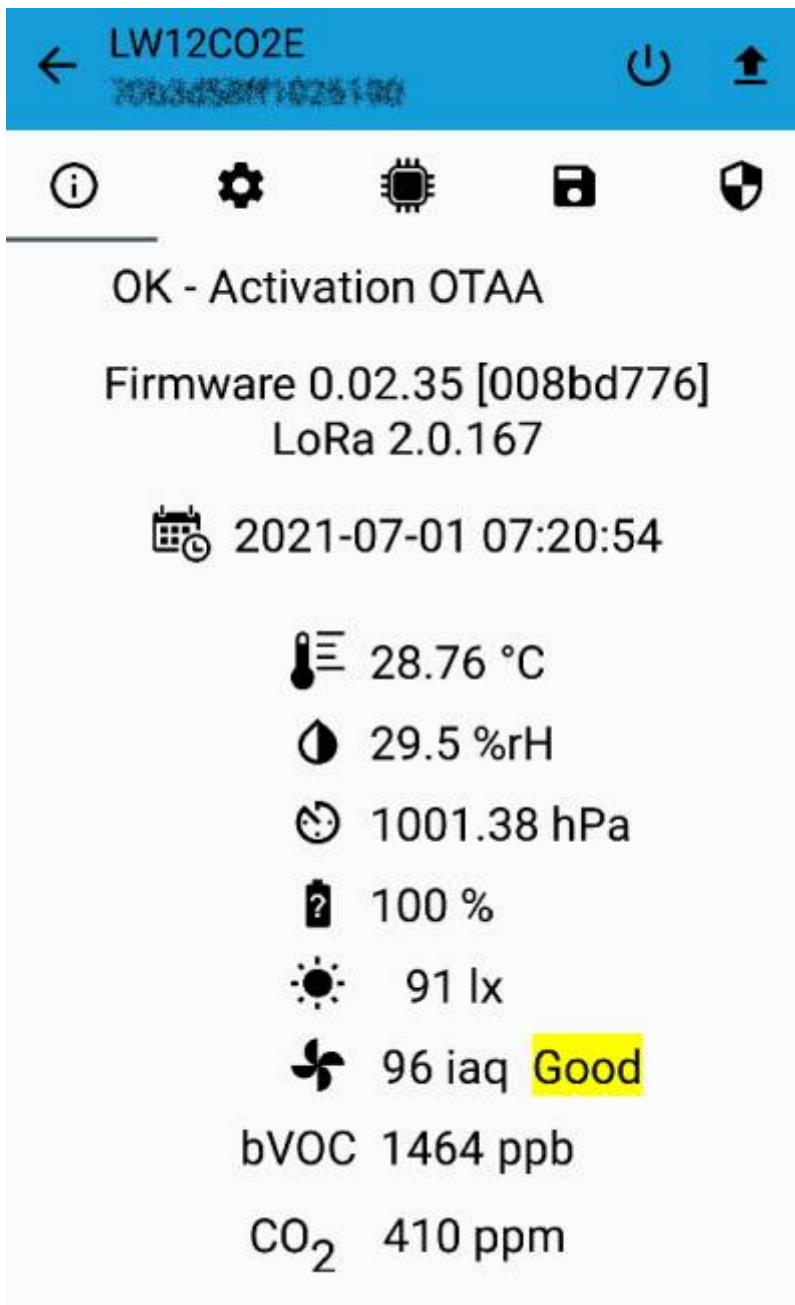 LW12CO2E
OK - Activation OTAA
Firmware 0.02.35 [008bd776]
LoRa 2.0.167
2021-07-01 07:20:54
28.76 °C
29.5 %rH
1001.38 hPa
100 %
91 lx
96 iaq Good
bVOC 1464 ppb
CO₂ 410 ppm